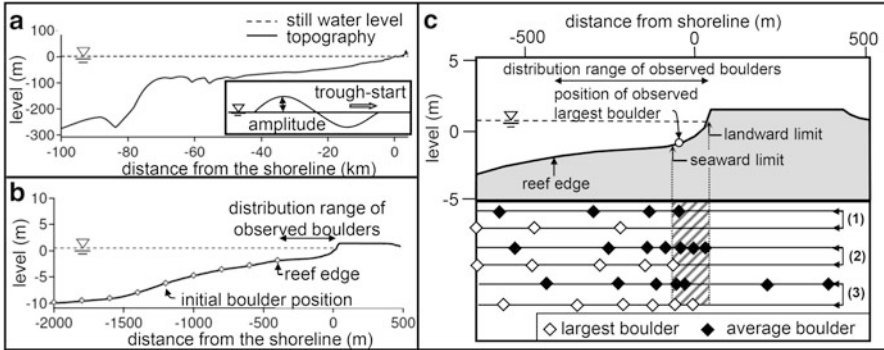 a
still water level
topography
level (m)
100
0
-100
-200
-300
trough-start
amplitude
-100 -80 -60 -40 -20 0
distance from the shoreline (km)
b
level (m)
10
5
0
-5
-10
distribution range of
observed boulders
reef edge
initial boulder position
-2000 -1500 -1000 -500 0 500
distance from the shoreline (m)
c
distance from shoreline (m)
-500 0 500
level (m)
5
0
-5
distribution range of observed boulders
position of observed
largest boulder
landward limit
seaward limit
reef edge
(1)
(2)
(3)
largest boulder average boulder